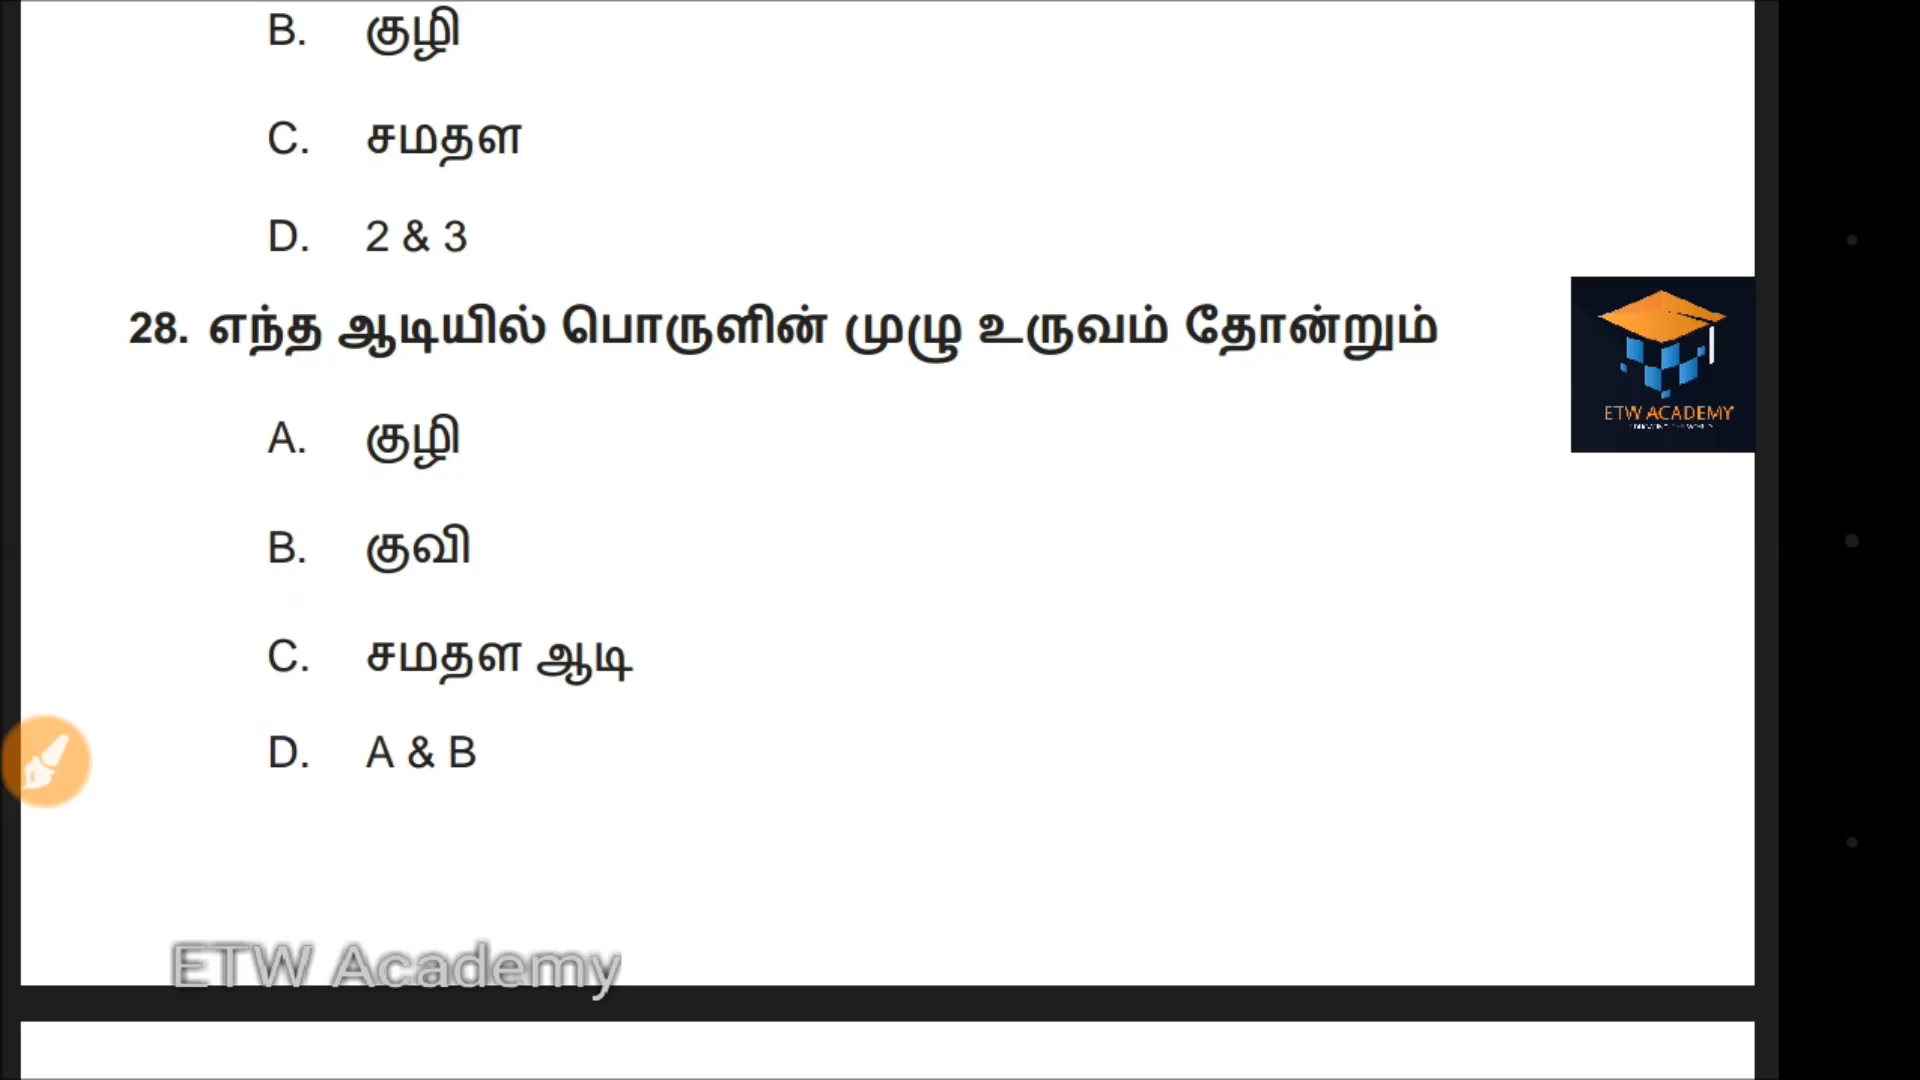 B. குழி
C. சமதள
D. 2 & 3
28. எந்த ஆடியில் பொருளின் முழு உருவம் தோன்றும்
ETW ACADEMY
A. குழி
B. குவி
C. சமதள ஆடி
D. A & B
ETW Academy